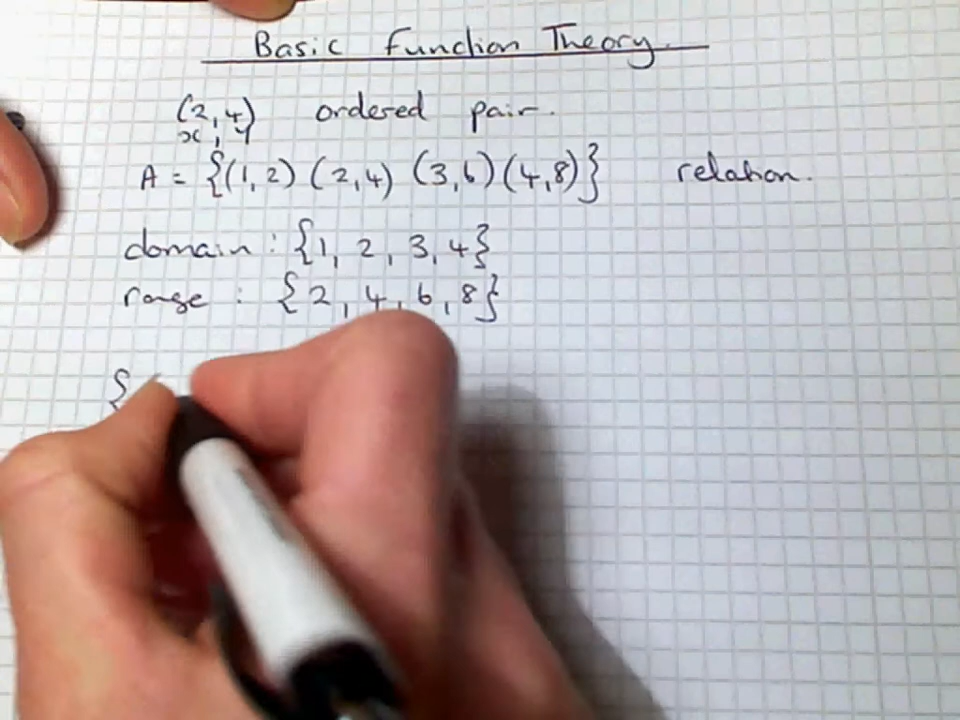 Basic Function Theory.
(2,4) ordered pair.
x, y
A = {(1,2) (2,4) (3,6) (4,8)} relation.
domain : {1, 2, 3, 4}
range : {2, 4, 6, 8}
{